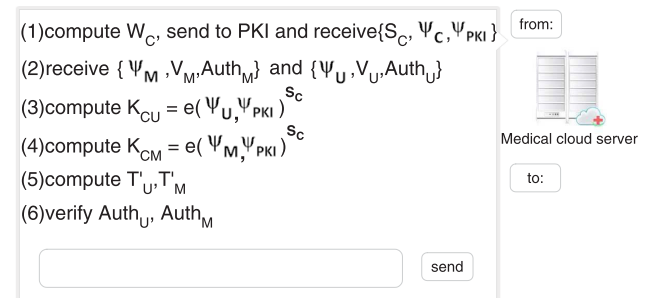 (1)compute W_C, send to PKI and receive{S_C, Ψ_C,Ψ_PKI}
(2)receive { Ψ_M ,V_M,Auth_M} and {Ψ_U,V_U,Auth_U}
(3)compute K_CU = e( Ψ_U,Ψ_PKI )^S_C
(4)compute K_CM = e( Ψ_M,Ψ_PKI )^S_C
(5)compute T'_U,T'_M
(6)verify Auth_U, Auth_M
send
from:
Medical cloud server
to: